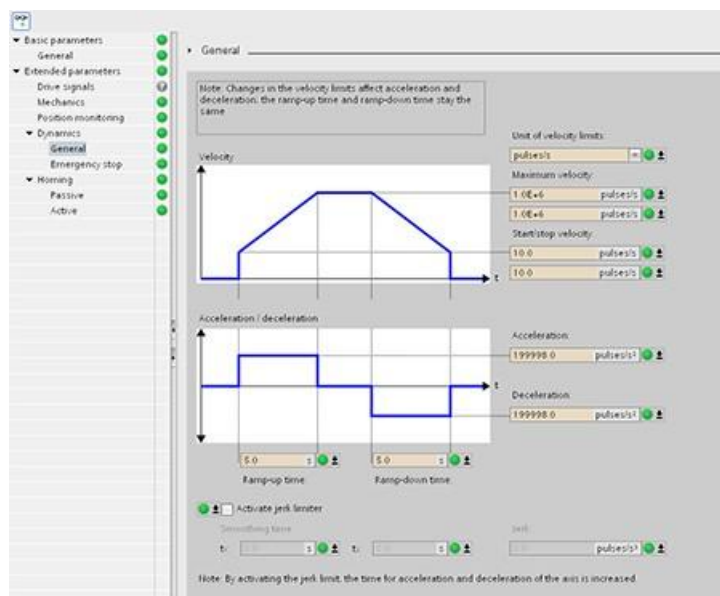 Basic parameters
General
Extended parameters
Drive signals
Mechanics
Position monitoring
Dynamics
General
Emergency stop
Homing
Passive
Active
General
Note: Changes in the velocity limits affect acceleration and
deceleration; the ramp-up time and ramp-down time stay the
same
Unit of velocity limits:
pulses/s
Velocity
Maximum velocity:
1.0E+6 pulses/s
1.0E+6 pulses/s
Start/stop velocity:
10.0 pulses/s
10.0 pulses/s
t
Acceleration / deceleration
Acceleration:
199998.0 pulses/s²
t
Deceleration:
199998.0 pulses/s²
5.0 s
5.0 s
Ramp-up time:
Ramp-down time:
Activate jerk limiter
Smoothing time
Jerk:
t: s t: s pulses/s³
Note: By activating the jerk limit, the time for acceleration and deceleration of the axis is increased.